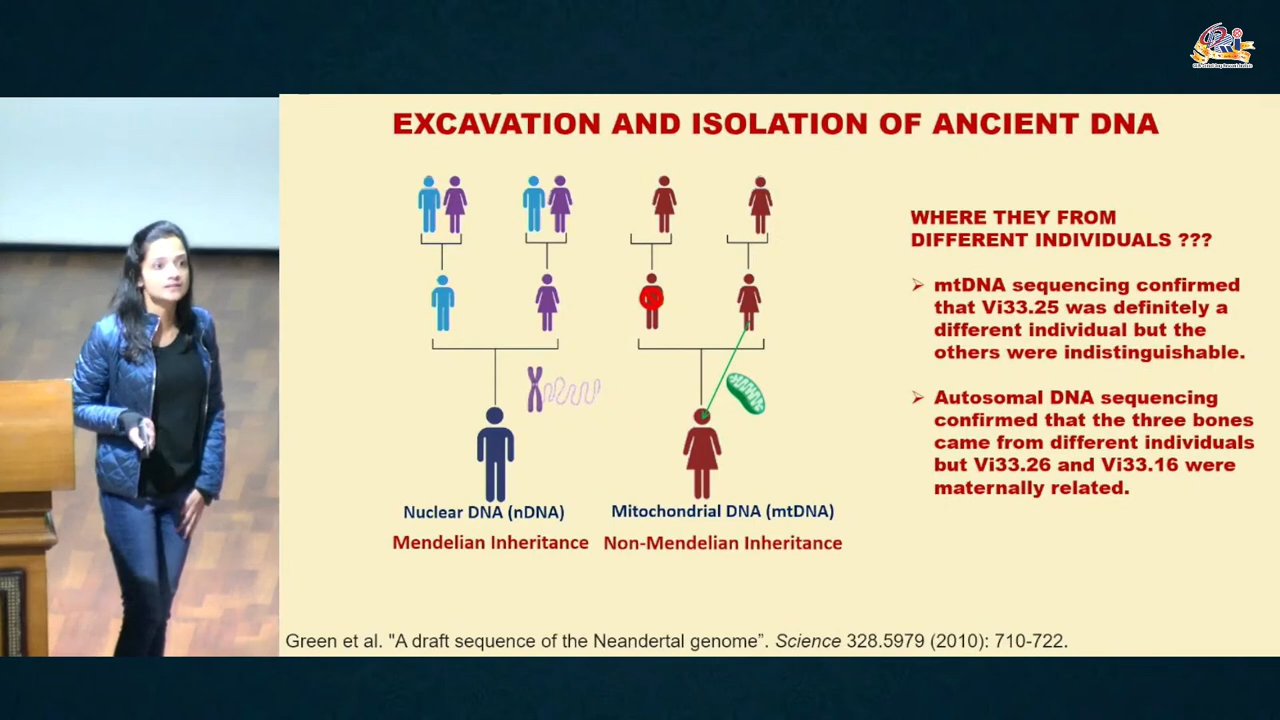 EXCAVATION AND ISOLATION OF ANCIENT DNA
WHERE THEY FROM
DIFFERENT INDIVIDUALS ???
➢ mtDNA sequencing confirmed
that Vi33.25 was definitely a
different individual but the
others were indistinguishable.
➢ Autosomal DNA sequencing
confirmed that the three bones
came from different individuals
but Vi33.26 and Vi33.16 were
maternally related.
Nuclear DNA (nDNA)
Mendelian Inheritance
Mitochondrial DNA (mtDNA)
Non-Mendelian Inheritance
Green et al. "A draft sequence of the Neandertal genome”. Science 328.5979 (2010): 710-722.